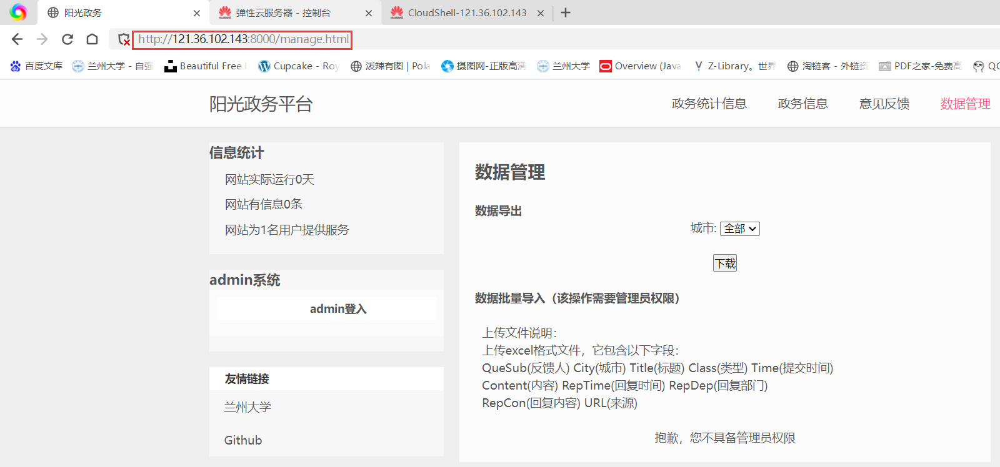 阳光政务
弹性云服务器 - 控制台
CloudShell-121.36.102.143
http://121.36.102.143:8000/manage.html
百度文库
兰州大学 - 自强
Beautiful Free
Cupcake - Roy
泼辣有图 | Pola
摄图网-正版高清
兰州大学
Overview (Java
Z-Library。世界
淘链客 - 外链资
PDF之家-免费高
QQ
阳光政务平台
政务统计信息
政务信息
意见反馈
数据管理
信息统计
网站实际运行0天
网站有信息0条
网站为1名用户提供服务
admin系统
admin登入
友情链接
兰州大学
Github
数据管理
数据导出
城市: 全部
下载
数据批量导入（该操作需要管理员权限）
上传文件说明：
上传excel格式文件，它包含以下字段：
QueSub(反馈人) City(城市) Title(标题) Class(类型) Time(提交时间)
Content(内容) RepTime(回复时间) RepDep(回复部门)
RepCon(回复内容) URL(来源)
抱歉，您不具备管理员权限